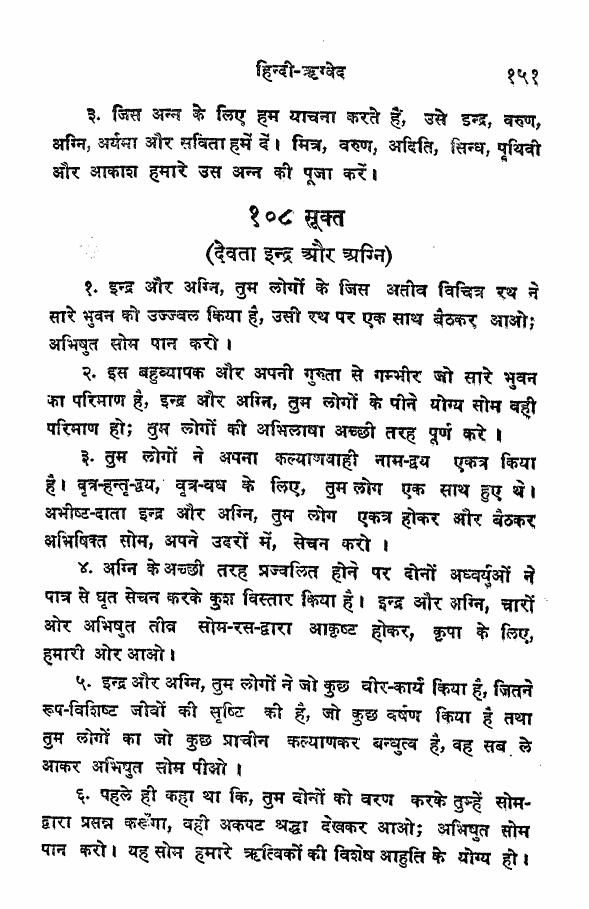 हिन्दी-ऋग्वेद १५१
३. जिस अन्न के लिए हम याचना करते हैं, उसे इन्द्र, वरुण,
अग्नि, अर्यमा और सविता हमें दें। मित्र, वरुण, अदिति, सिन्ध, पृथिवी
और आकाश हमारे उस अन्न की पूजा करें।
१०८ सूक्त
(देवता इन्द्र और अग्नि)
१. इन्द्र और अग्नि, तुम लोगों के जिस अतीव विचित्र रथ ने
सारे भुवन को उज्ज्वल किया है, उसी रथ पर एक साथ बैठकर आओ;
अभिषुत सोम पान करो।
२. इस बहुव्यापक और अपनी गुरुता से गम्भीर जो सारे भुवन
का परिमाण है, इन्द्र और अग्नि, तुम लोगों के पीने योग्य सोम वही
परिमाण हो; तुम लोगों की अभिलाषा अच्छी तरह पूर्ण करे।
३. तुम लोगों ने अपना कल्याणवाही नाम-द्वय एकत्र किया
है। वृत्र-हन्तृ-द्वय, वृत्र-वध के लिए, तुम लोग एक साथ हुए थे।
अभीष्ट-दाता इन्द्र और अग्नि, तुम लोग एकत्र होकर और बैठकर
अभिषिक्त सोम, अपने उदरों में, सेचन करो।
४. अग्नि के अच्छी तरह प्रज्वलित होने पर दोनों अध्वर्युओं ने
पात्र से घृत सेचन करके कुश विस्तार किया है। इन्द्र और अग्नि, चारों
ओर अभिषुत तीव्र सोम-रस-द्वारा आकृष्ट होकर, कृपा के लिए,
हमारी ओर आओ।
५. इन्द्र और अग्नि, तुम लोगों ने जो कुछ वीर-कार्य किया है, जितने
रूप-विशिष्ट जीवों की सृष्टि की है, जो कुछ वर्षण किया है तथा
तुम लोगों का जो कुछ प्राचीन कल्याणकर बन्धुत्व है, वह सब ले
आकर अभिषुत सोम पीओ।
६. पहले ही कहा था कि, तुम दोनों को वरण करके तुम्हें सोम-
द्वारा प्रसन्न करूँगा, वही अकपट श्रद्धा देखकर आओ; अभिषुत सोम
पान करो। यह सोम हमारे ऋत्विकों की विशेष आहुति के योग्य हो।